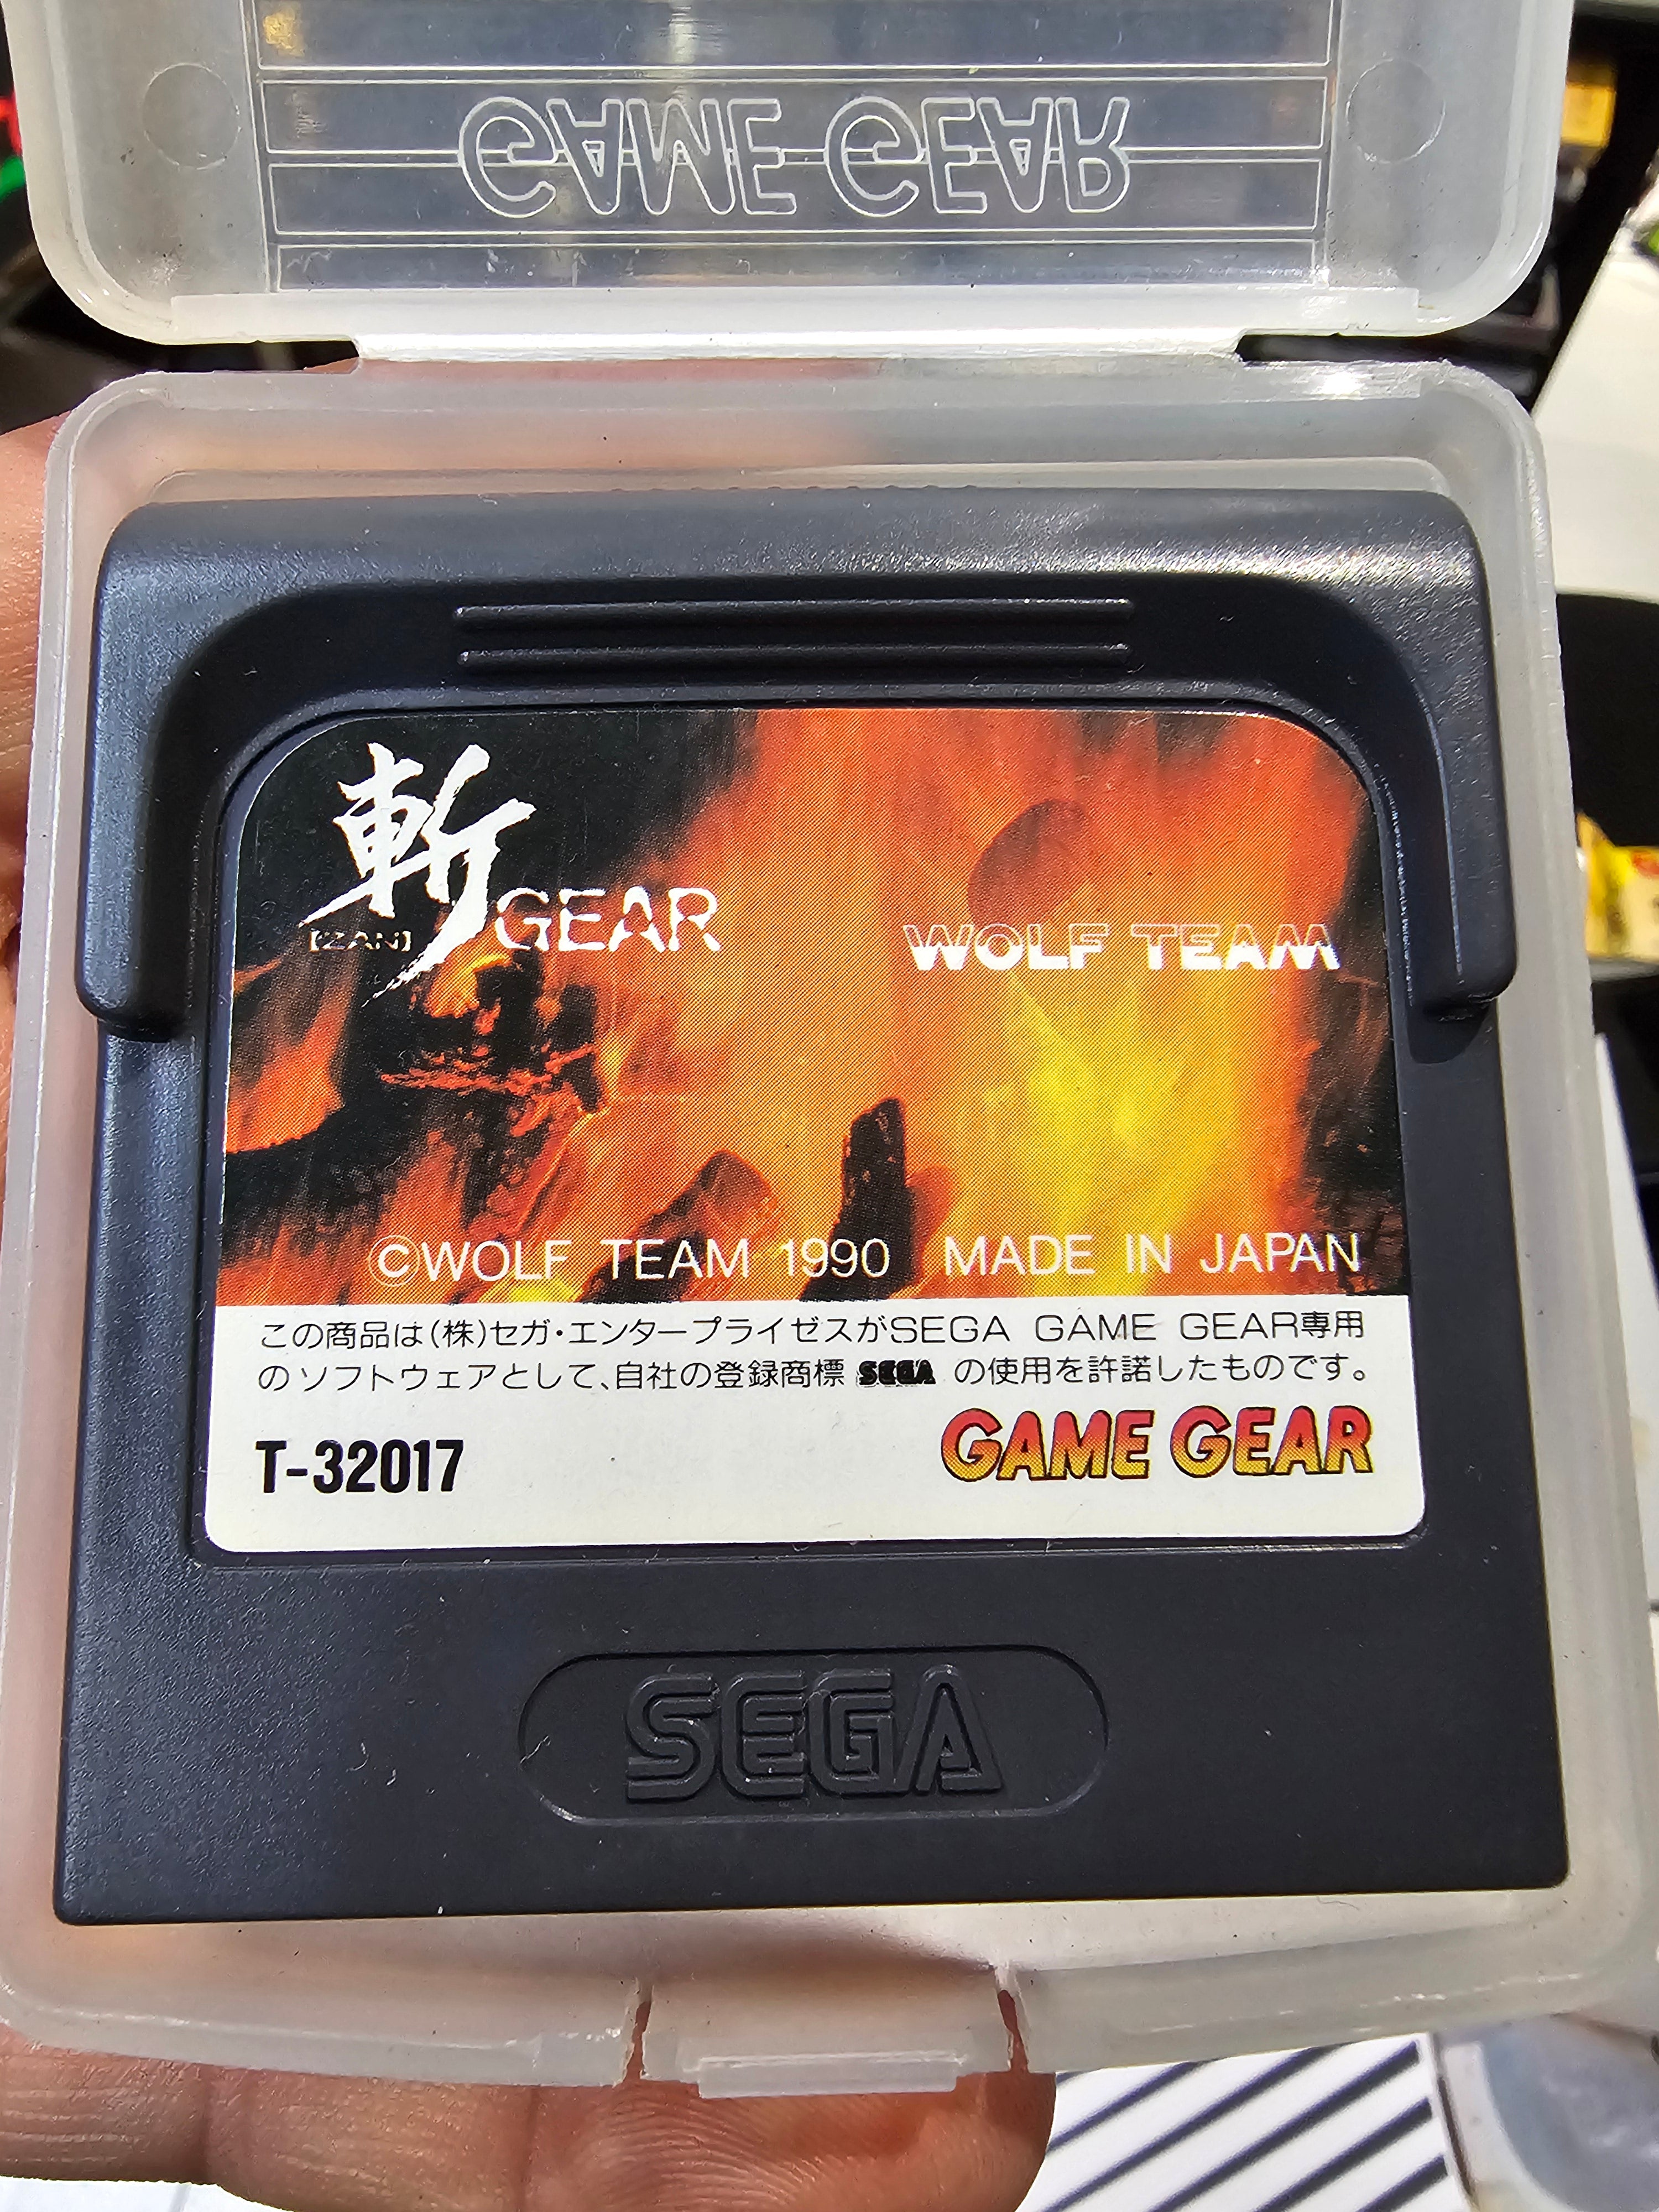 GAME GEAR
斬 GEAR
[ZAN]
WOLF TEAM
©WOLF TEAM 1990 MADE IN JAPAN
この商品は(株)セガ・エンタープライゼスがSEGA GAME GEAR専用
のソフトウェアとして、自社の登録商標 SEGA の使用を許諾したものです。
T-32017
GAME GEAR
SEGA